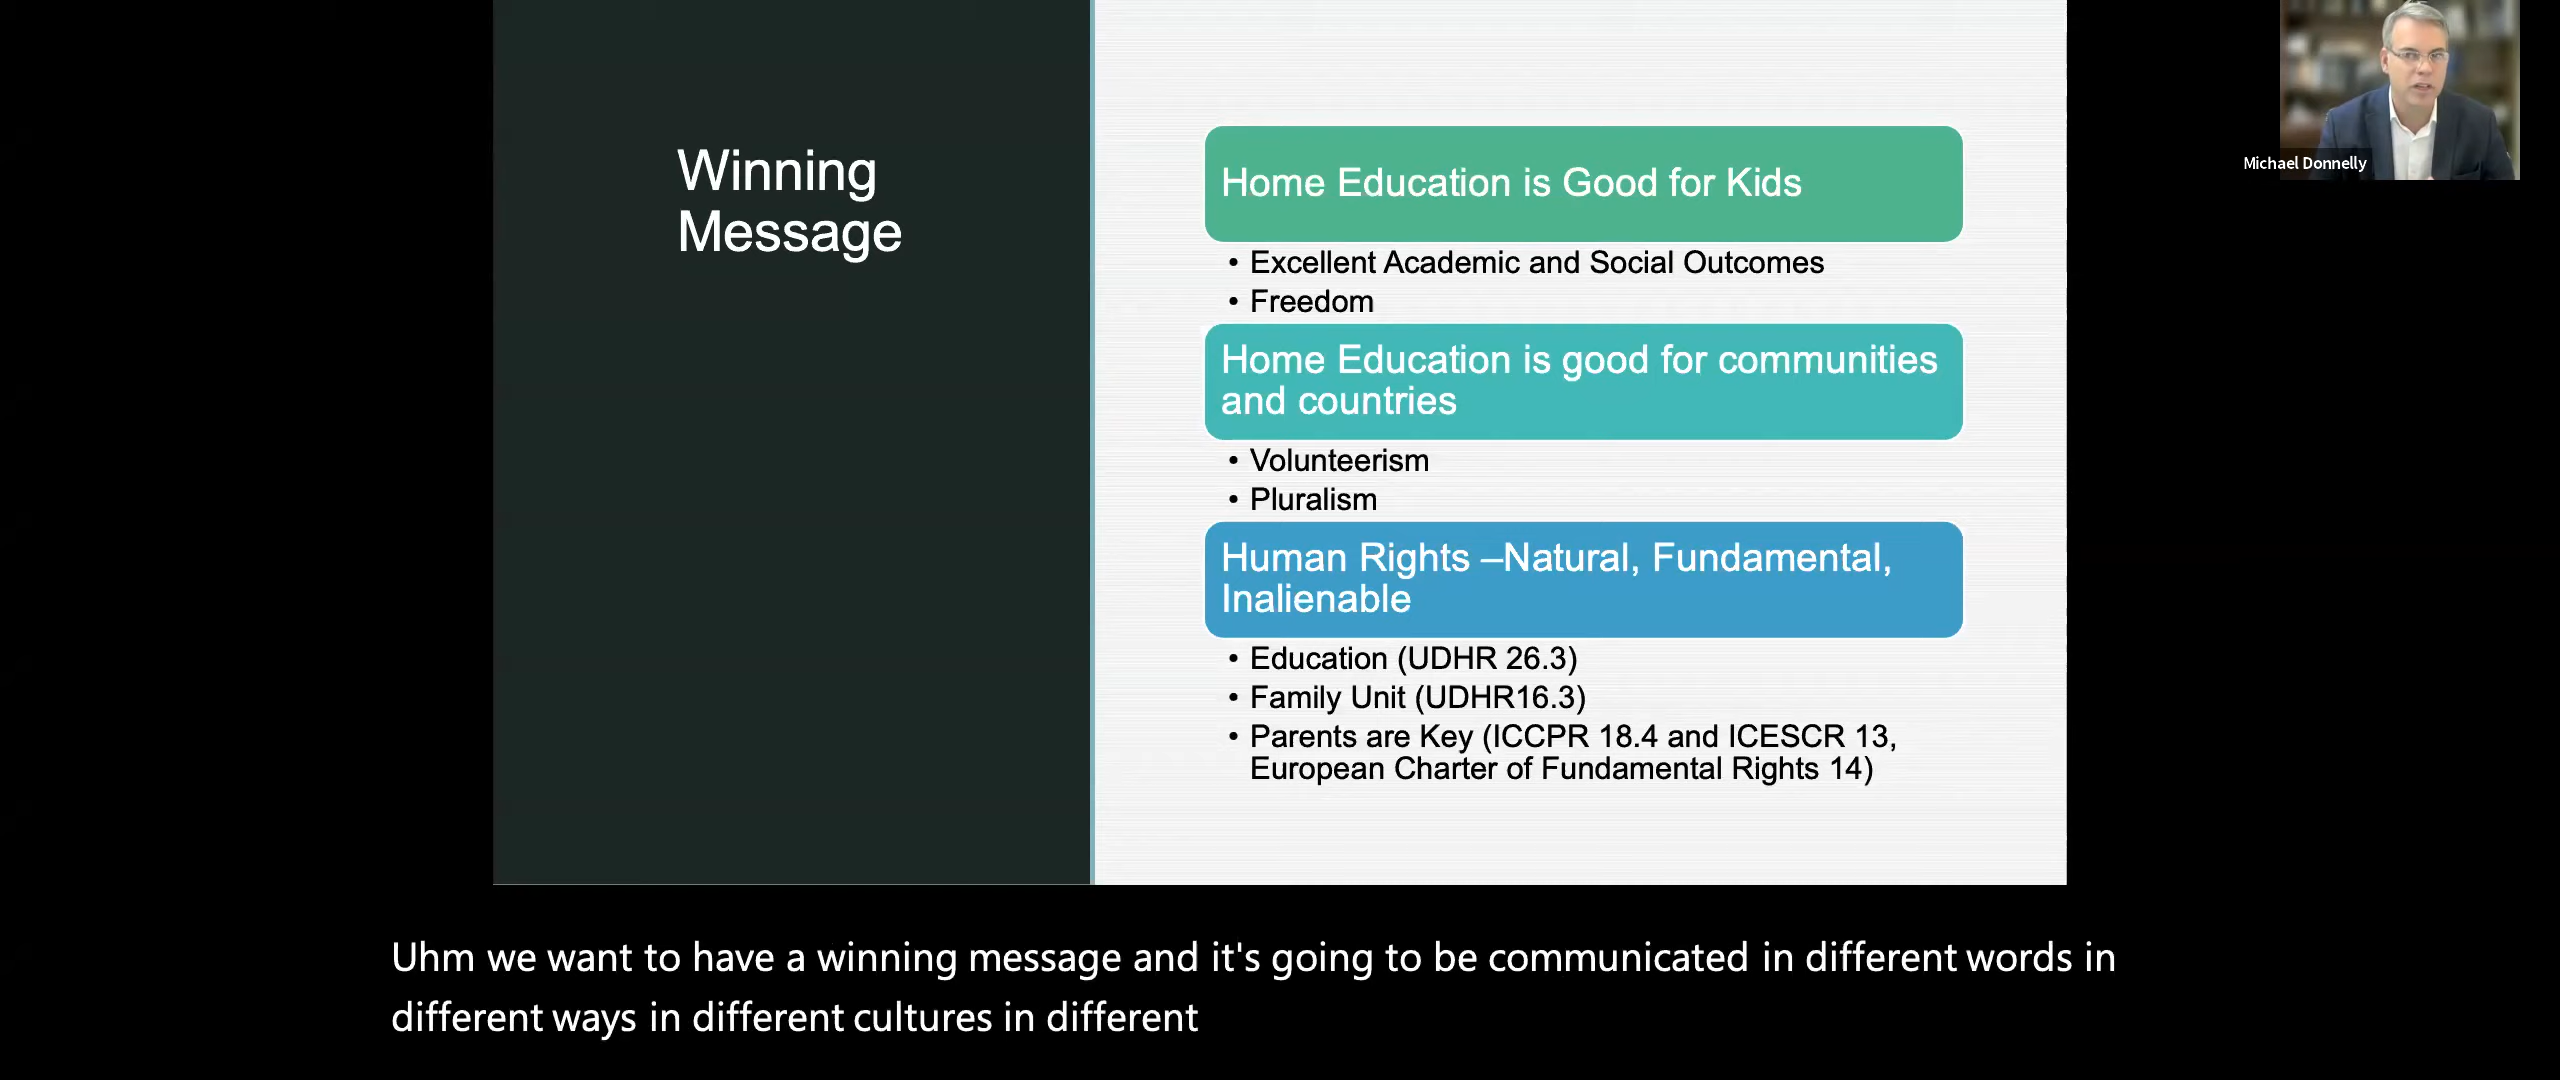 Winning
Message
Home Education is Good for Kids
• Excellent Academic and Social Outcomes
• Freedom
Home Education is good for communities
and countries
• Volunteerism
• Pluralism
Human Rights –Natural, Fundamental,
Inalienable
• Education (UDHR 26.3)
• Family Unit (UDHR16.3)
• Parents are Key (ICCPR 18.4 and ICESCR 13,
European Charter of Fundamental Rights 14)
Michael Donnelly
Uhm we want to have a winning message and it's going to be communicated in different words in
different ways in different cultures in different